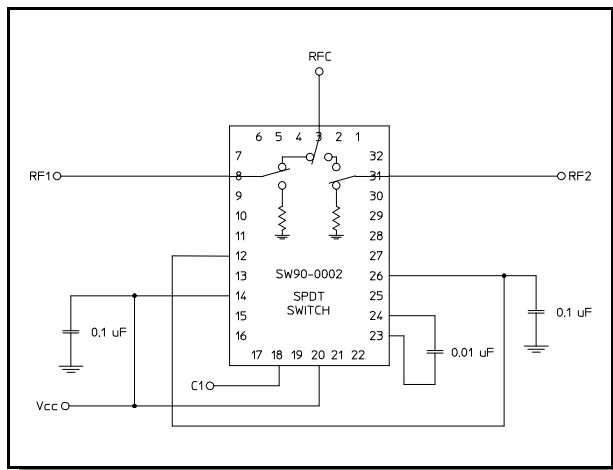 RFC
6 5 4 3 2 1
7 32
RF1 8 31 RF2
9 30
10 29
11 28
12 27
13 SW90-0002 26
14 SPDT 25
SWITCH
15 24
16 23
0.1 uF
0.1 uF
0.01 uF
17 18 19 20 21 22
C1
Vcc